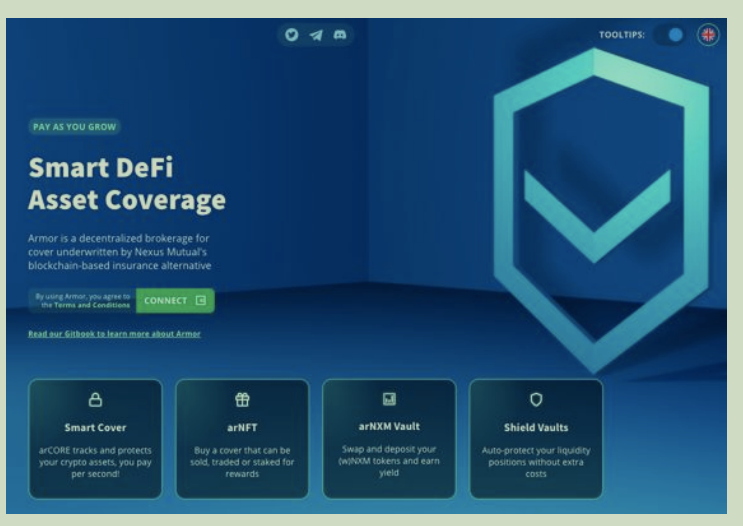 TOOLTIPS:
PAY AS YOU GROW
Smart DeFi
Asset Coverage
Armor is a decentralized brokerage for
cover underwritten by Nexus Mutual's
blockchain-based insurance alternative
By using Armor, you agree to
the Terms and Conditions
CONNECT
Read our Gitbook to learn more about Armor
Smart Cover
arCORE tracks and protects
your crypto assets, you pay
per second!
arNFT
Buy a cover that can be
sold, traded or staked for
rewards
arNXM Vault
Swap and deposit your
(w)NXM tokens and earn
yield
Shield Vaults
Auto-protect your liquidity
positions without extra
costs